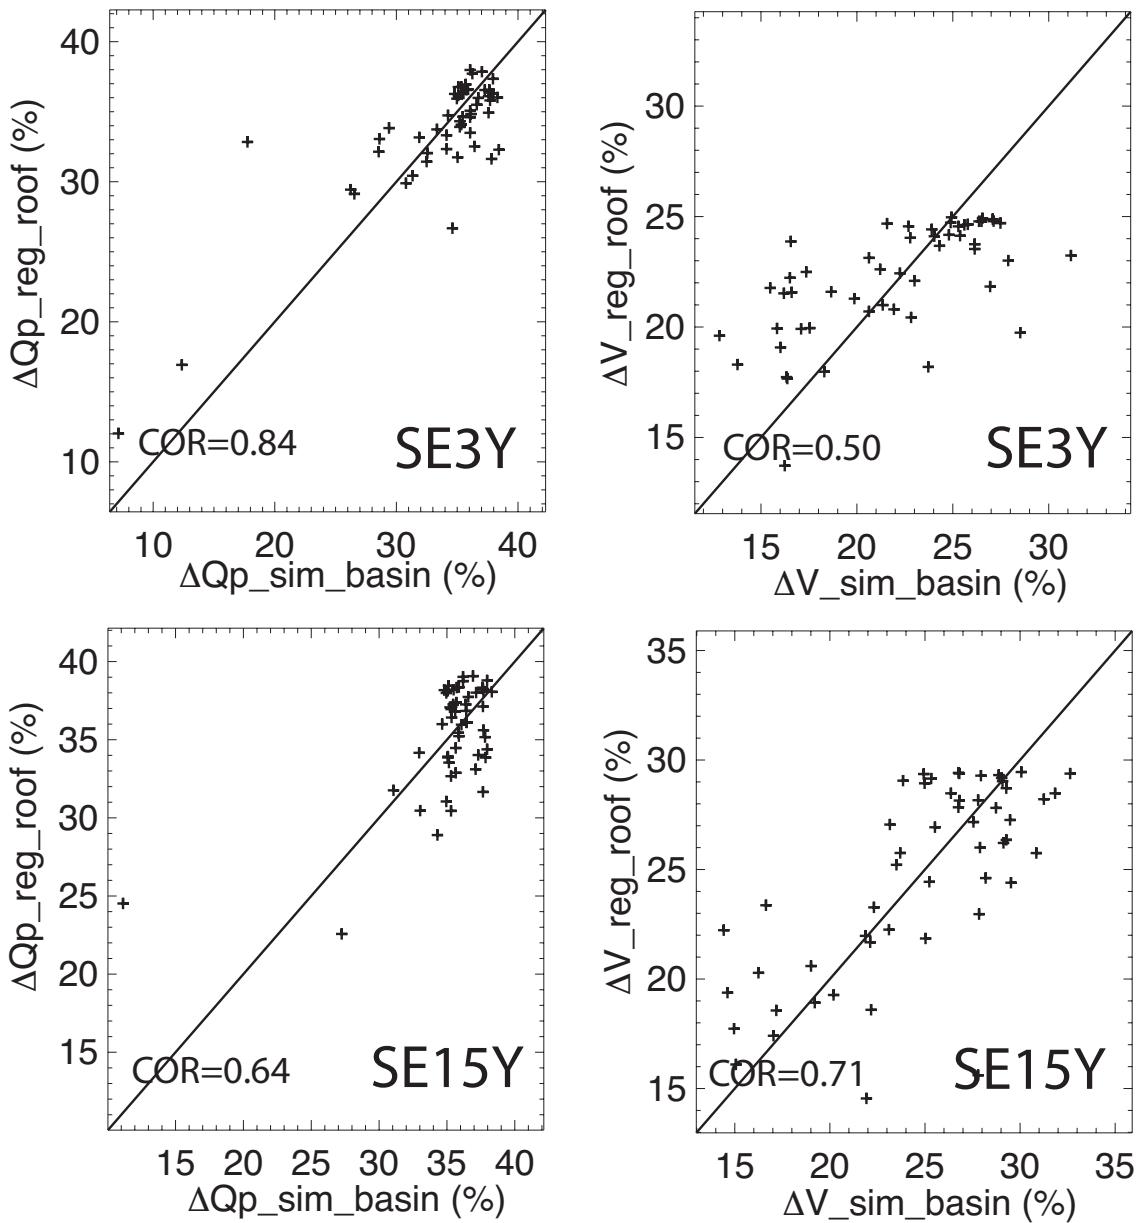 40
30
20
10
ΔQp_reg_roof (%)
COR=0.84
SE3Y
10 20 30 40
ΔQp_sim_basin (%)
30
25
20
15
ΔV_reg_roof (%)
COR=0.50
SE3Y
15 20 25 30
ΔV_sim_basin (%)
40
35
30
25
20
15
ΔQp_reg_roof (%)
COR=0.64
SE15Y
15 20 25 30 35 40
ΔQp_sim_basin (%)
35
30
25
20
15
ΔV_reg_roof (%)
COR=0.71
SE15Y
15 20 25 30 35
ΔV_sim_basin (%)